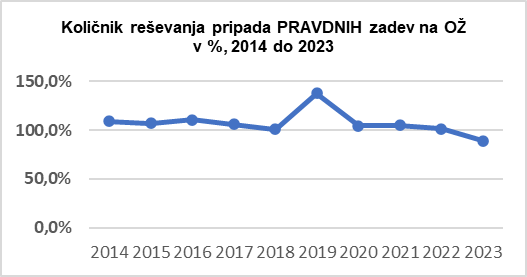 Količnik reševanja pripada PRAVDNIH zadev na OŽ
v %, 2014 do 2023
150,0%
100,0%
50,0%
0,0%
2014 2015 2016 2017 2018 2019 2020 2021 2022 2023